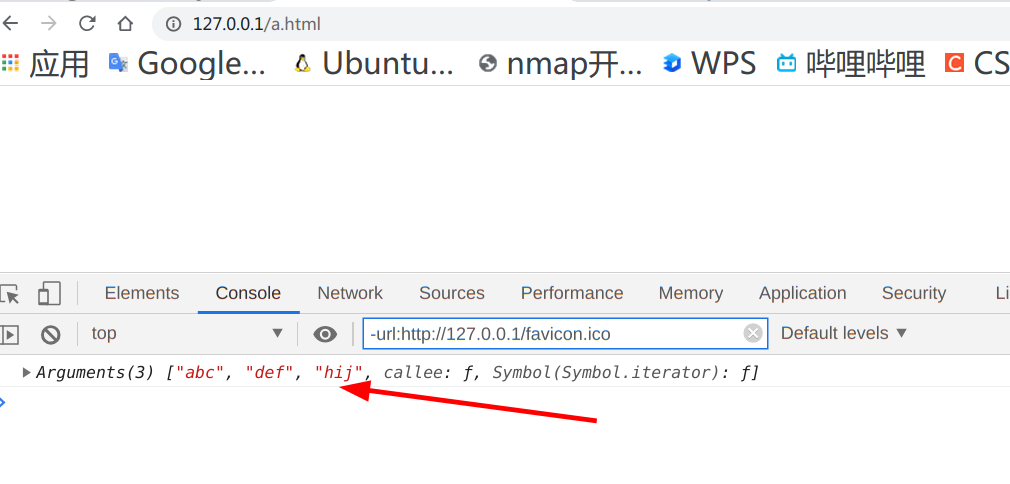 127.0.0.1/a.html
应用 Google... Ubuntu... nmap开... WPS 哔哩哔哩 C CS
Elements Console Network Sources Performance Memory Application Security Li
top -url:http://127.0.0.1/favicon.ico Default levels
Arguments(3) ["abc", "def", "hij", callee: ƒ, Symbol(Symbol.iterator): ƒ]